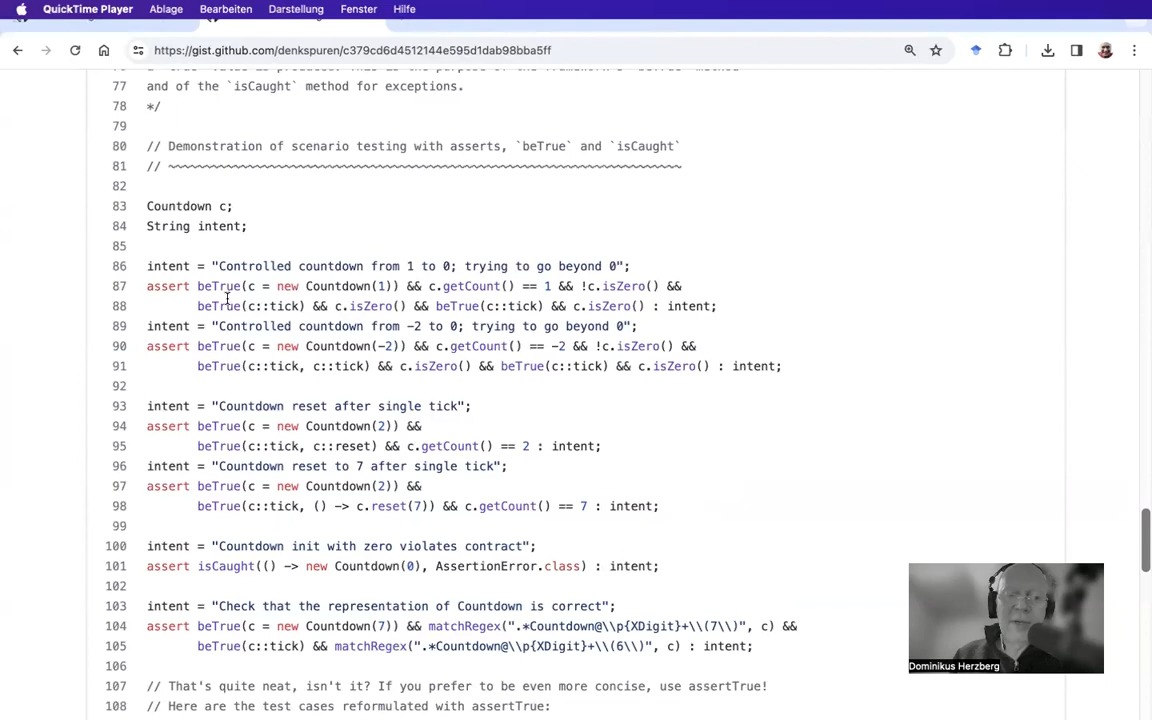 QuickTime Player Ablage Bearbeiten Darstellung Fenster Hilfe
https://gist.github.com/denkspuren/c379cd6d4512144e595d1dab98bba5ff
77 and of the `isCaught` method for exceptions.
78 */
79
80 // Demonstration of scenario testing with asserts, `beTrue` and `isCaught`
81 // ~~~~~~~~~~~~~~~~~~~~~~~~~~~~~~~~~~~~~~~~~~~~~~~~~~~~~~~~~~~~~~~~~~~~~~~
82
83 Countdown c;
84 String intent;
85
86 intent = "Controlled countdown from 1 to 0; trying to go beyond 0";
87 assert beTrue(c = new Countdown(1)) && c.getCount() == 1 && !c.isZero() &&
88 beTrue(c::tick) && c.isZero() && beTrue(c::tick) && c.isZero() : intent;
89 intent = "Controlled countdown from -2 to 0; trying to go beyond 0";
90 assert beTrue(c = new Countdown(-2)) && c.getCount() == -2 && !c.isZero() &&
91 beTrue(c::tick, c::tick) && c.isZero() && beTrue(c::tick) && c.isZero() : intent;
92
93 intent = "Countdown reset after single tick";
94 assert beTrue(c = new Countdown(2)) &&
95 beTrue(c::tick, c::reset) && c.getCount() == 2 : intent;
96 intent = "Countdown reset to 7 after single tick";
97 assert beTrue(c = new Countdown(2)) &&
98 beTrue(c::tick, () -> c.reset(7)) && c.getCount() == 7 : intent;
99
100 intent = "Countdown init with zero violates contract";
101 assert isCaught(() -> new Countdown(0), AssertionError.class) : intent;
102
103 intent = "Check that the representation of Countdown is correct";
104 assert beTrue(c = new Countdown(7)) && matchRegex(".*Countdown@\\p{XDigit}+\\(7\\)", c) &&
105 beTrue(c::tick) && matchRegex(".*Countdown@\\p{XDigit}+\\(6\\)", c) : intent;
106
107 // That's quite neat, isn't it? If you prefer to be even more concise, use assertTrue!
108 // Here are the test cases reformulated with assertTrue:
Dominikus Herzberg